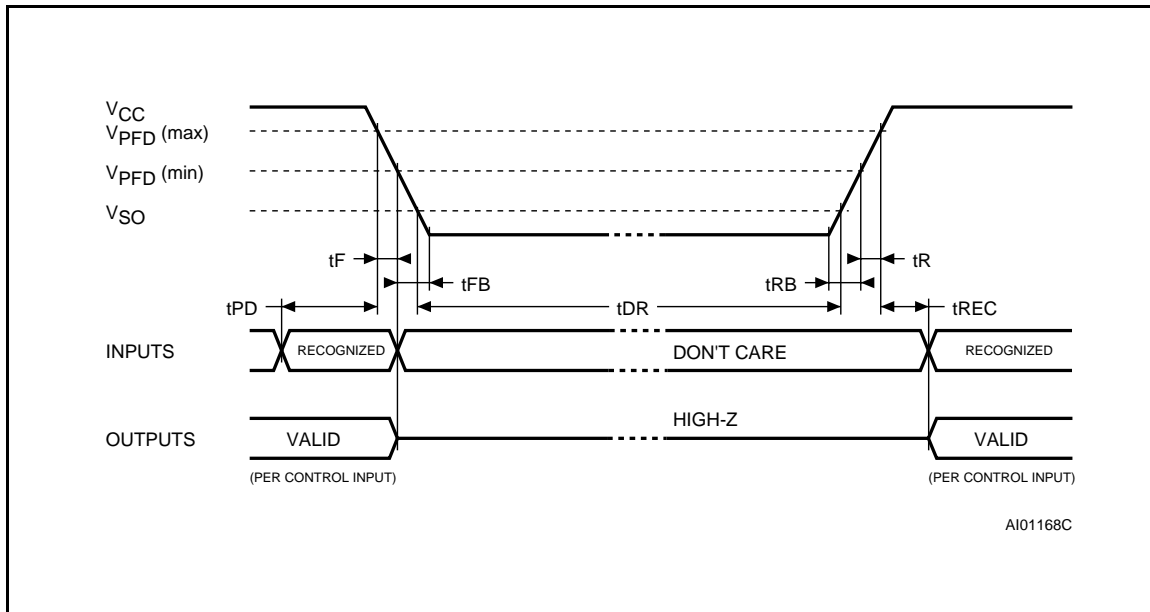 VCC
VPFD (max)
VPFD (min)
VSO
tF
tR
tFB
tRB
tPD
tDR
tREC
INPUTS
RECOGNIZED
DON'T CARE
RECOGNIZED
HIGH-Z
OUTPUTS
VALID
VALID
(PER CONTROL INPUT)
(PER CONTROL INPUT)
AI01168C